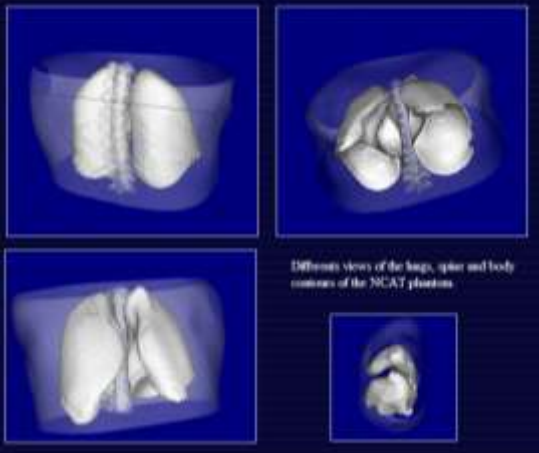 Different views of the lungs, spine and body
contours of the NCAT phantom